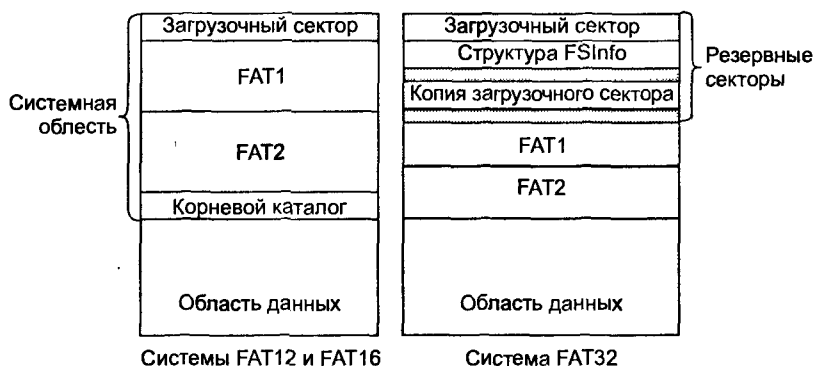 Загрузочный сектор
FAT1
Системная
облесть
FAT2
Корневой каталог
Область данных
Системы FAT12 и FAT16
Загрузочный сектор
Структура FSInfo
Резервные
секторы
Копия загрузочного сектора
FAT1
FAT2
Область данных
Система FAT32